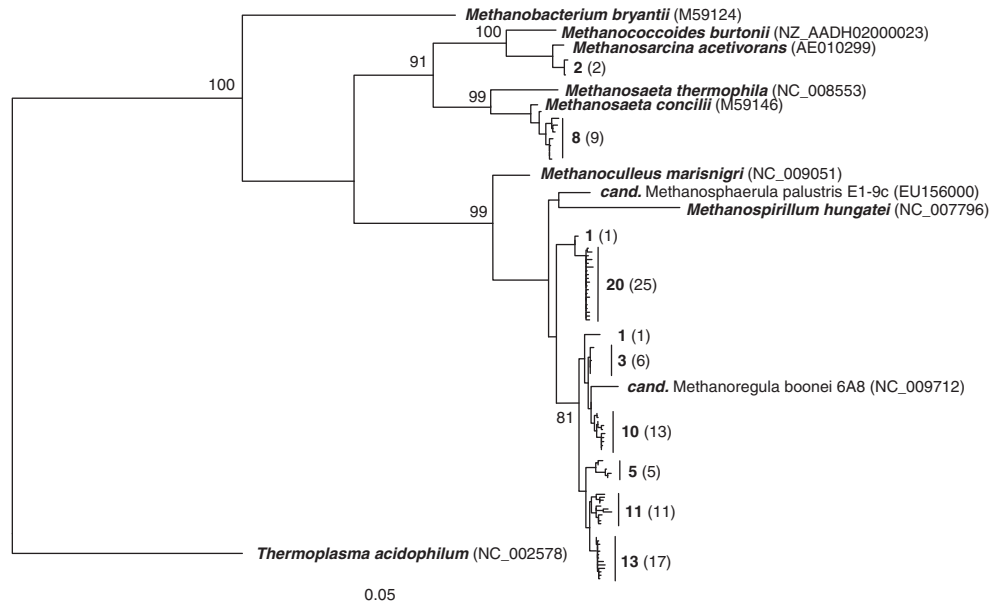 Methanobacterium bryantii (M59124)
100 Methanococcoides burtonii (NZ_AADH02000023)
Methanosarcina acetivorans (AE010299)
91
2 (2)
100
99 Methanosaeta thermophila (NC_008553)
Methanosaeta concilii (M59146)
8 (9)
Methanoculleus marisnigri (NC_009051)
cand. Methanosphaerula palustris E1-9c (EU156000)
99 Methanospirillum hungatei (NC_007796)
1 (1)
20 (25)
1 (1)
3 (6)
cand. Methanoregula boonei 6A8 (NC_009712)
81
10 (13)
5 (5)
11 (11)
Thermoplasma acidophilum (NC_002578)
13 (17)
0.05